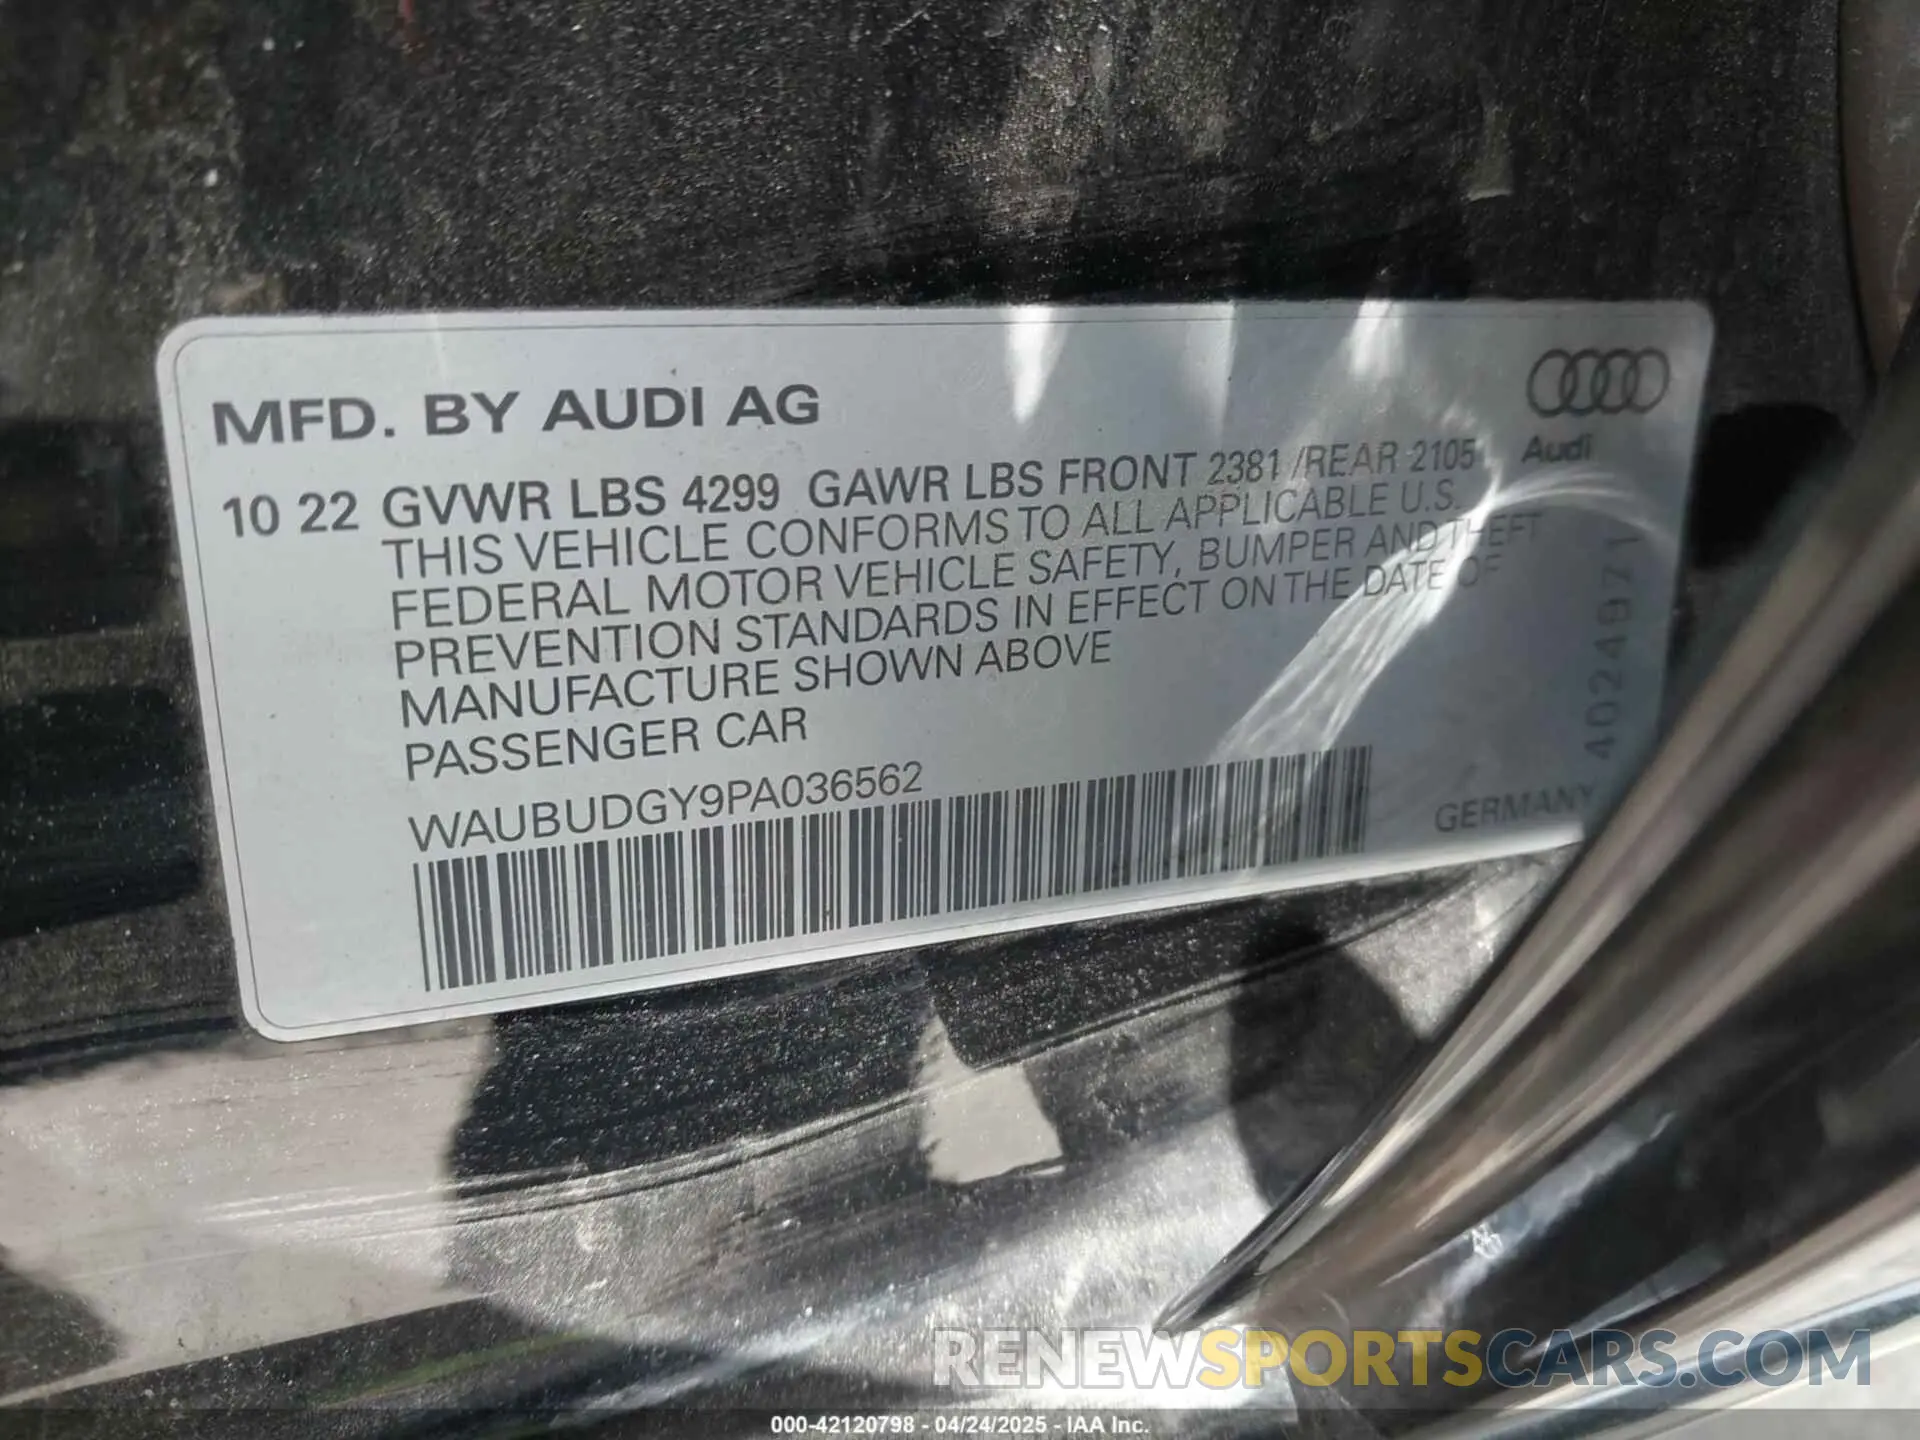 MFD. BY AUDI AG
Audi
10 22 GVWR LBS 4299 GAWR LBS FRONT 2381 /REAR 2105
THIS VEHICLE CONFORMS TO ALL APPLICABLE U.S.
FEDERAL MOTOR VEHICLE SAFETY, BUMPER AND THEFT
PREVENTION STANDARDS IN EFFECT ON THE DATE OF
MANUFACTURE SHOWN ABOVE
PASSENGER CAR
WAUBUDGY9PA036562
GERMANY
4024971
RENEWSPORTSCARS.COM
000-42120798 - 04/24/2025 - IAA Inc.